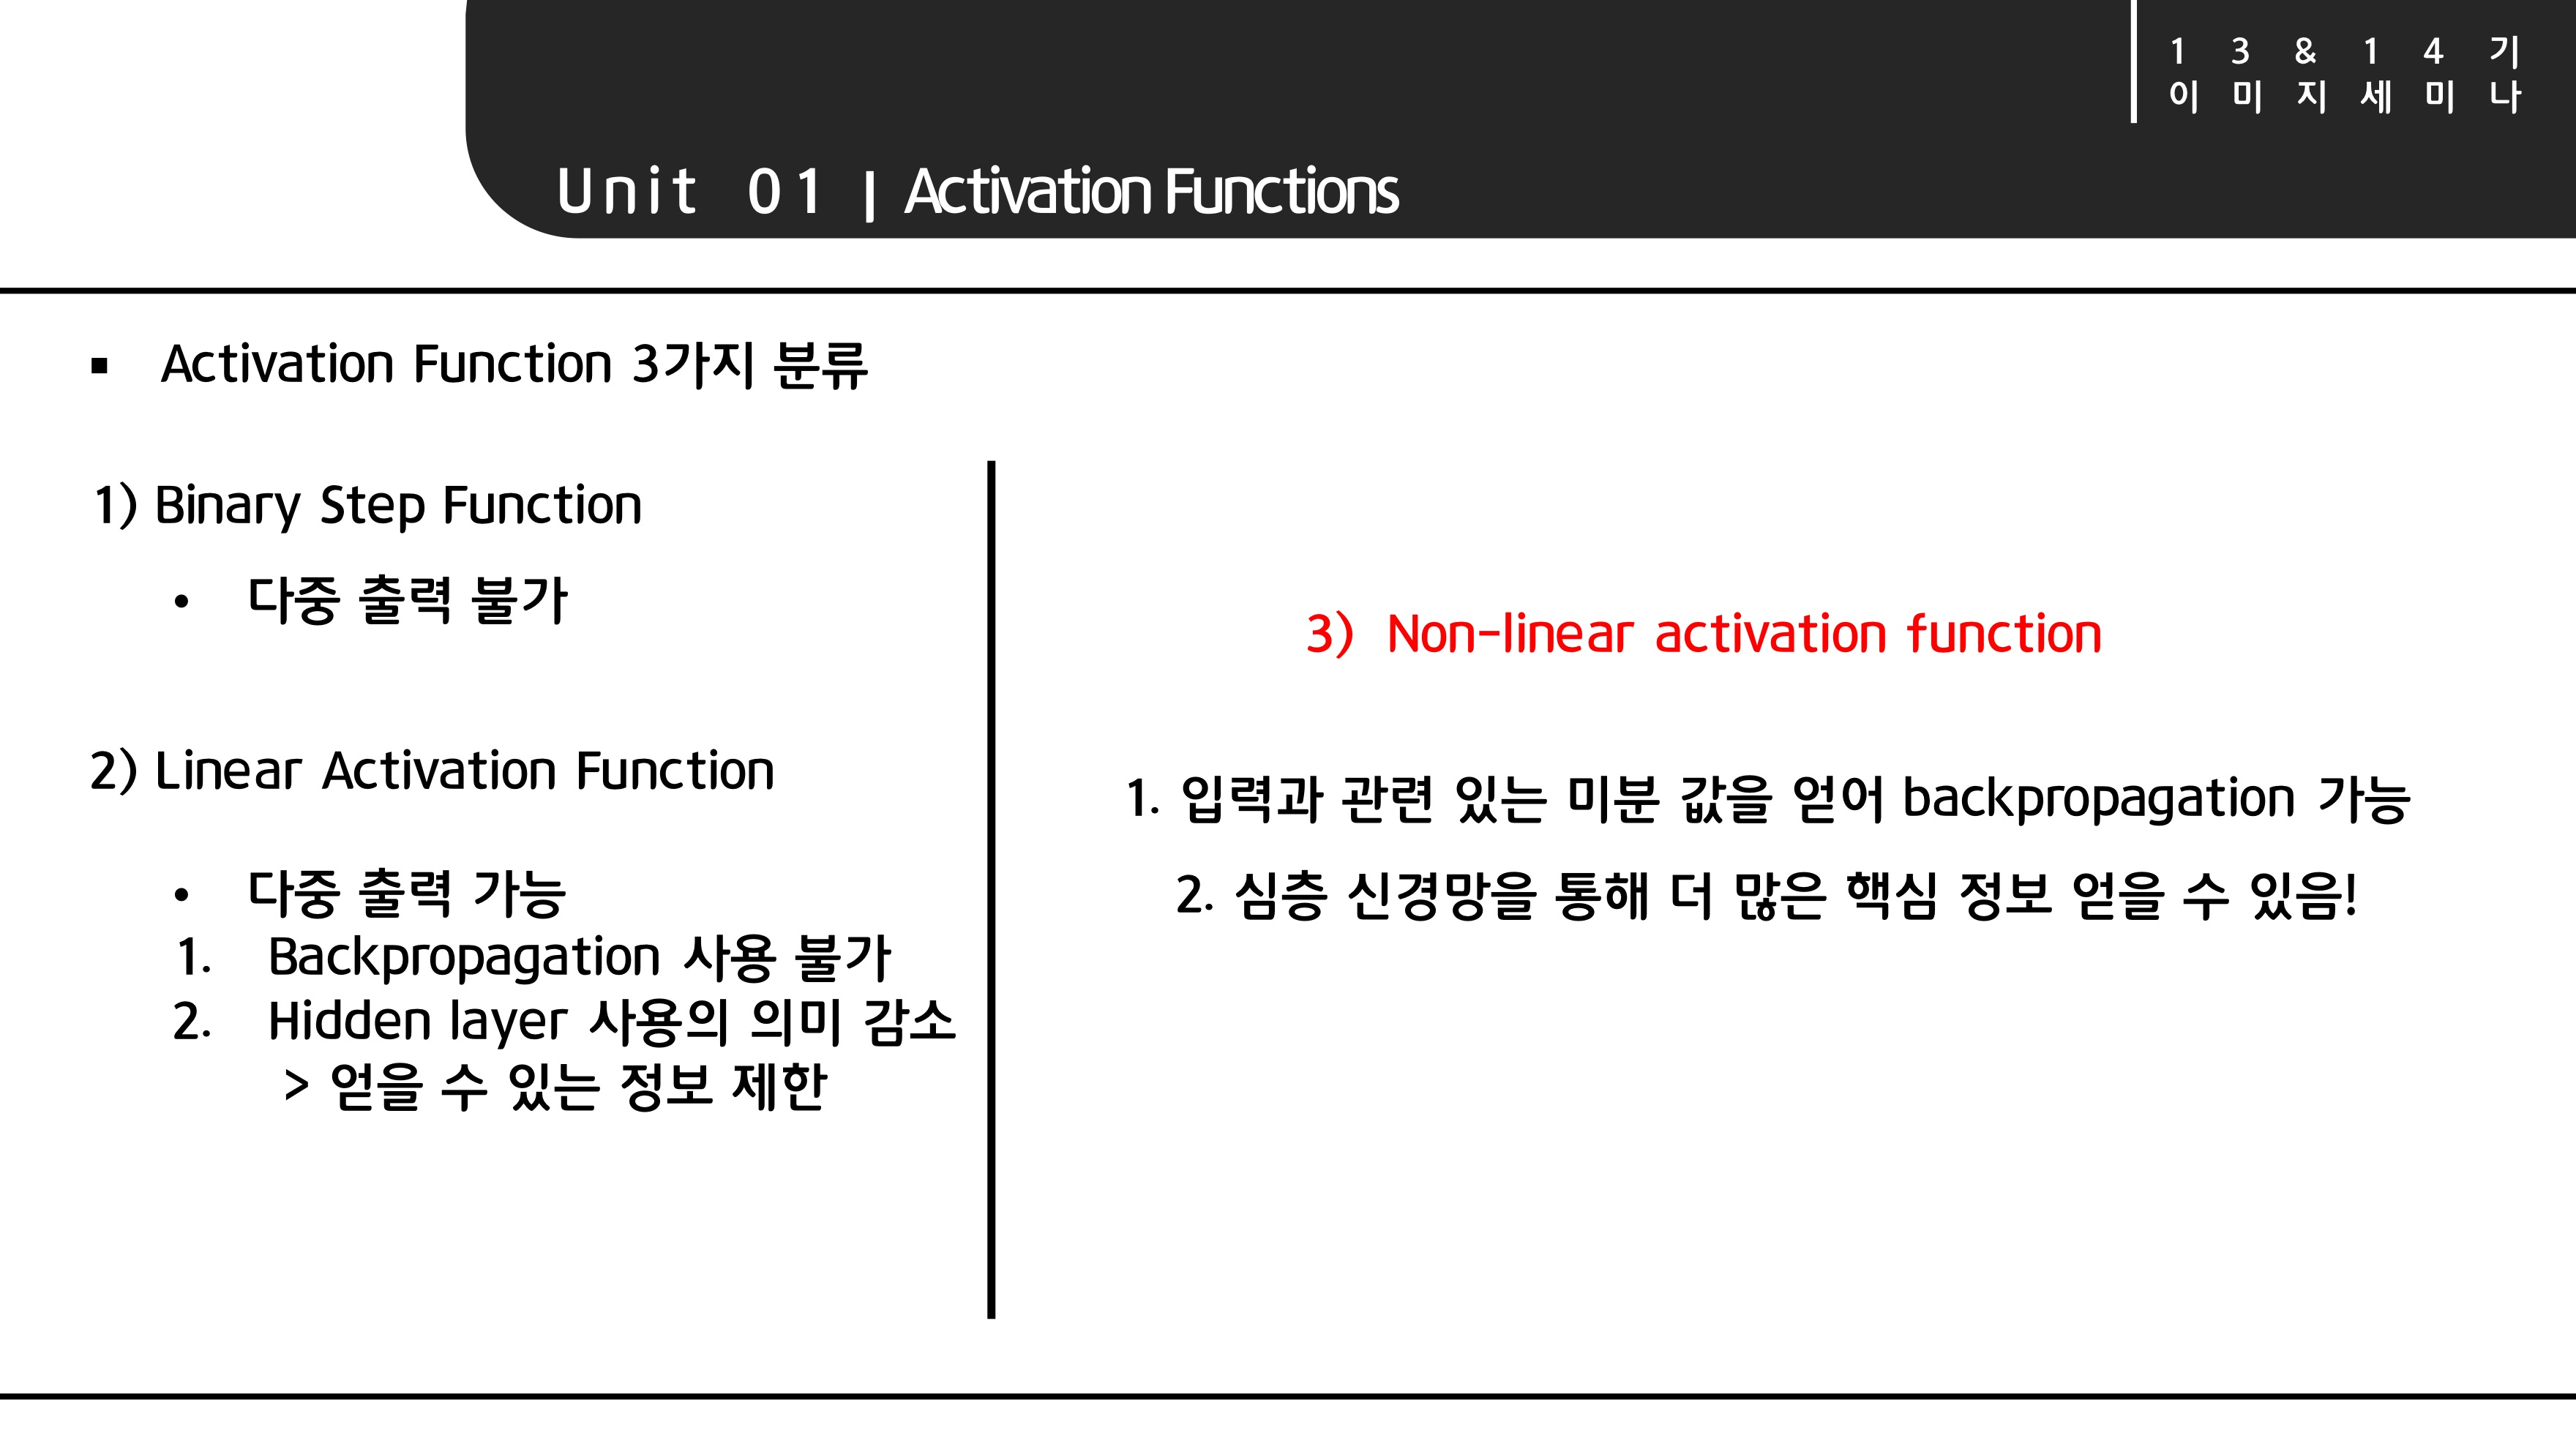 1 3 & 1 4 기
이 미 지 세 미 나
Unit 01 | Activation Functions
▪ Activation Function 3가지 분류
1) Binary Step Function
• 다중 출력 불가
2) Linear Activation Function
• 다중 출력 가능
1. Backpropagation 사용 불가
2. Hidden layer 사용의 의미 감소
> 얻을 수 있는 정보 제한
3) Non-linear activation function
1. 입력과 관련 있는 미분 값을 얻어 backpropagation 가능
2. 심층 신경망을 통해 더 많은 핵심 정보 얻을 수 있음!